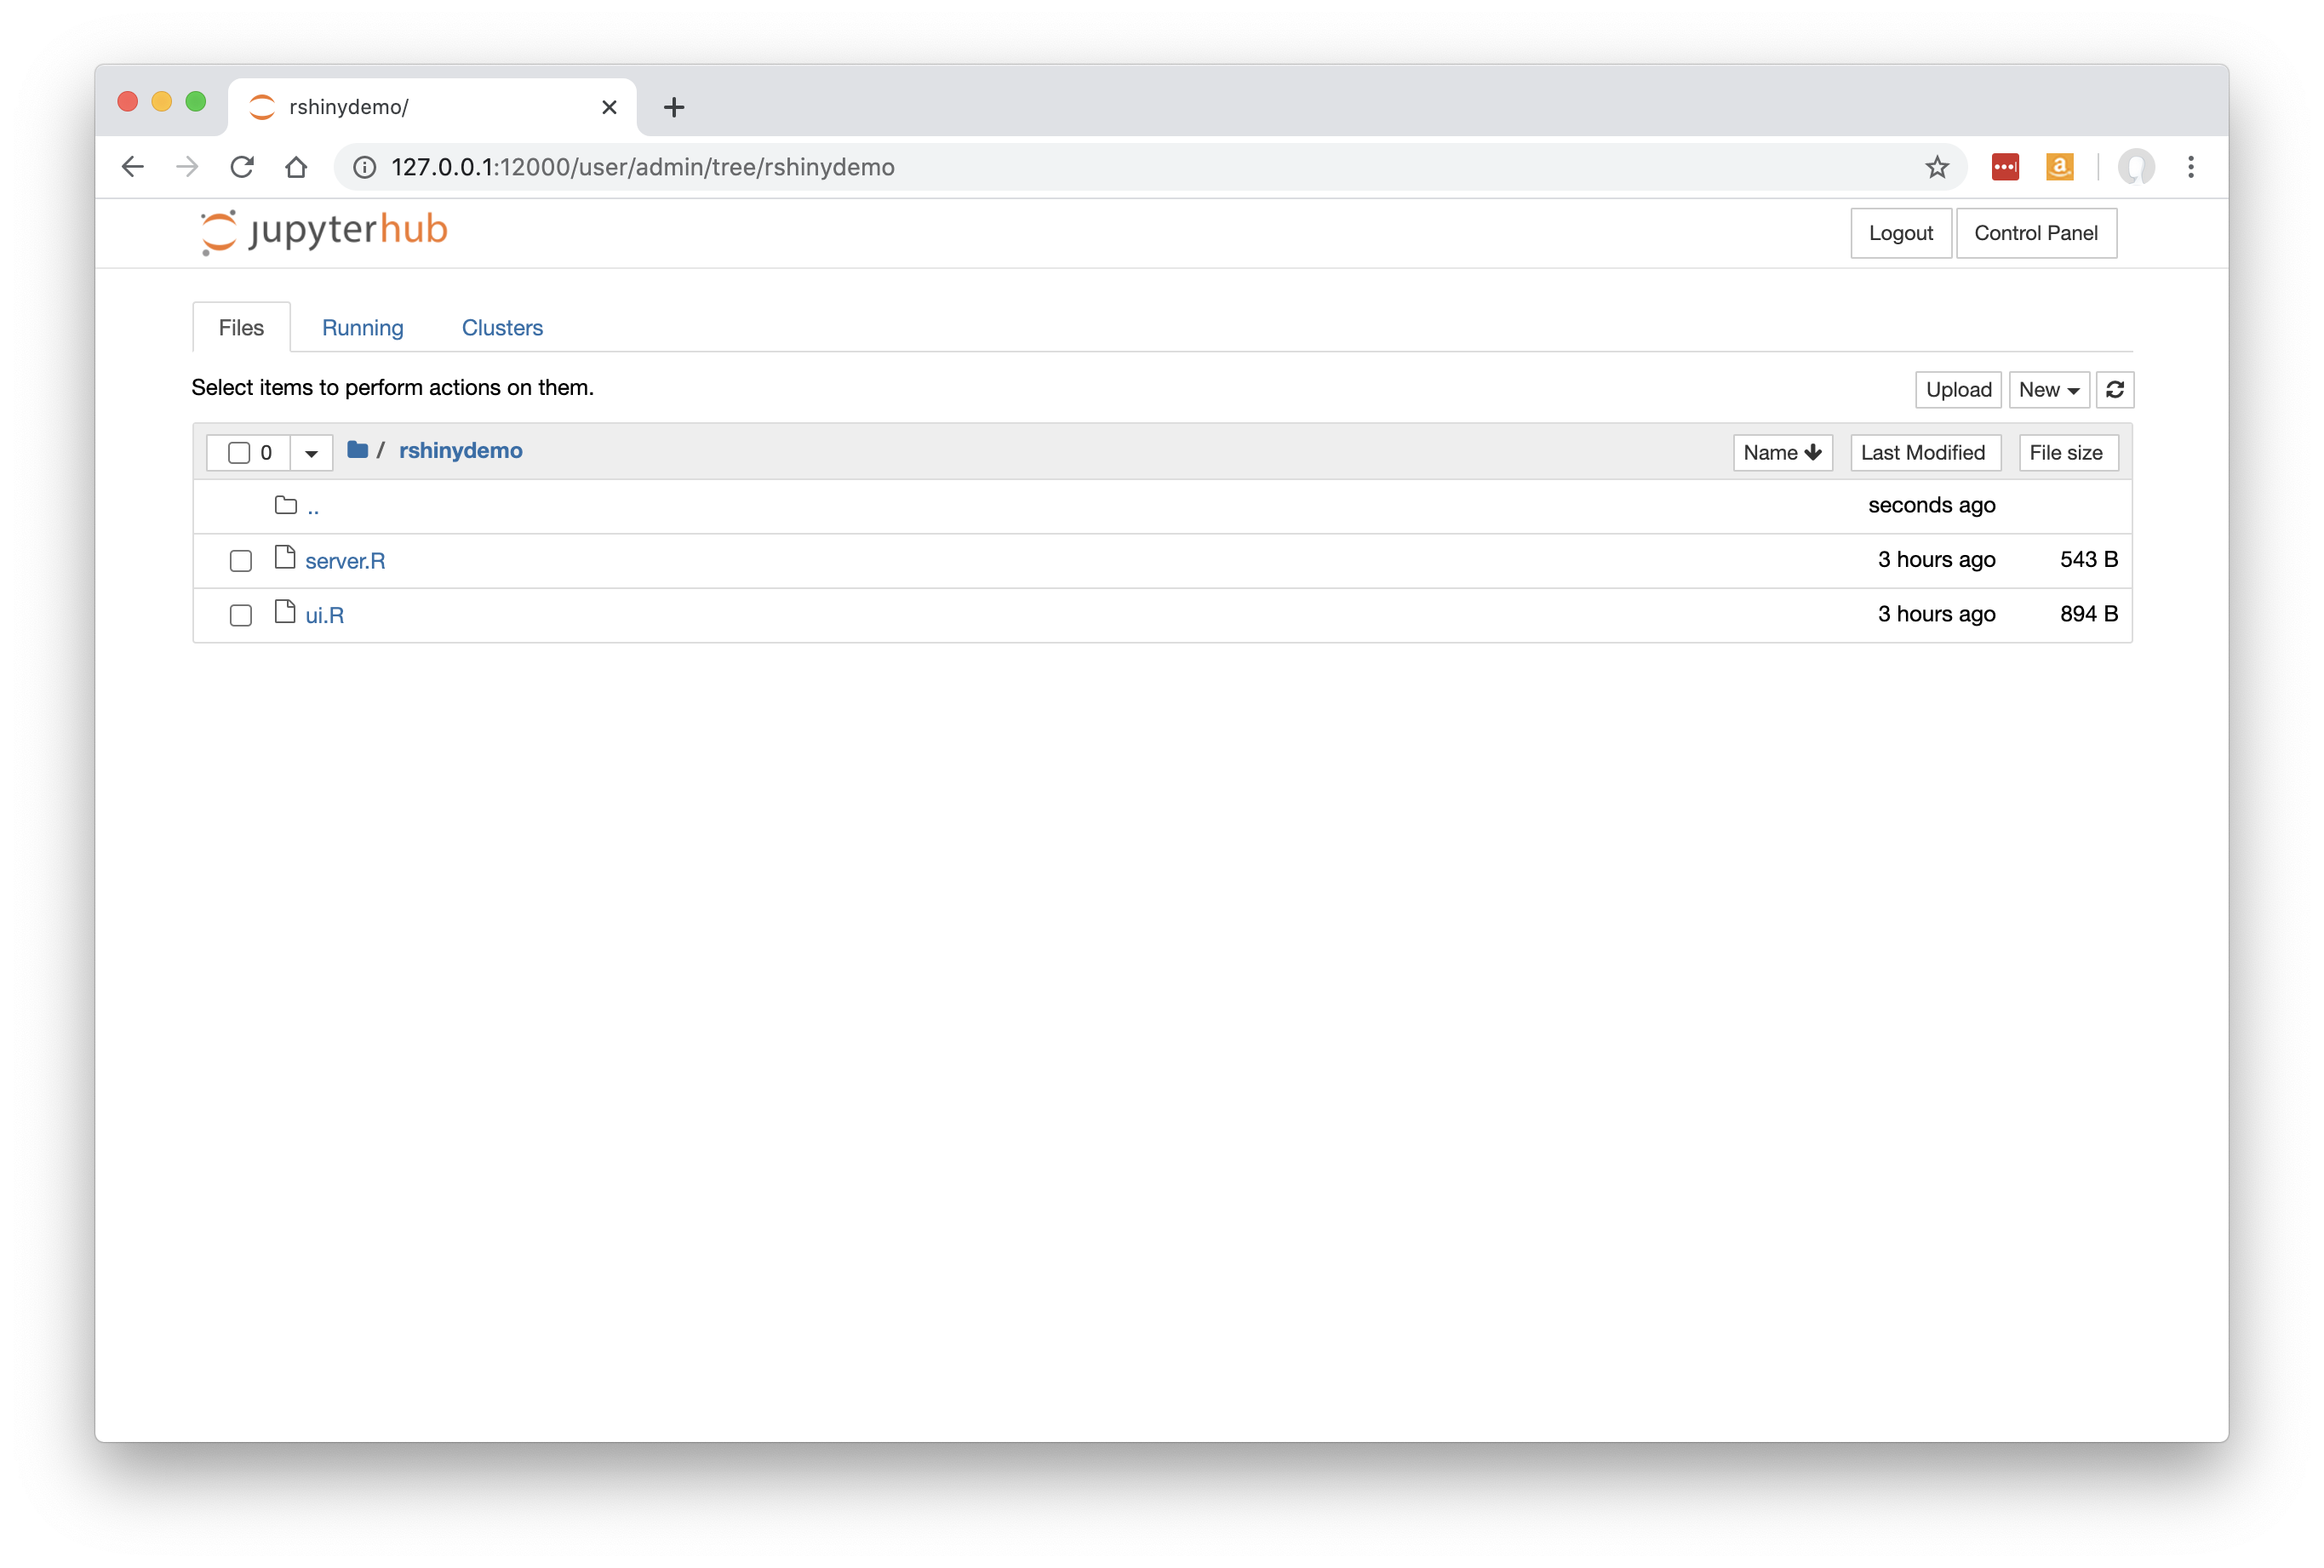 rshinydemo/
127.0.0.1:12000/user/admin/tree/rshinydemo
jupyterhub Logout Control Panel
Files Running Clusters
Select items to perform actions on them. Upload New
0 / rshinydemo Name Last Modified File size
.. seconds ago
server.R 3 hours ago 543 B
ui.R 3 hours ago 894 B